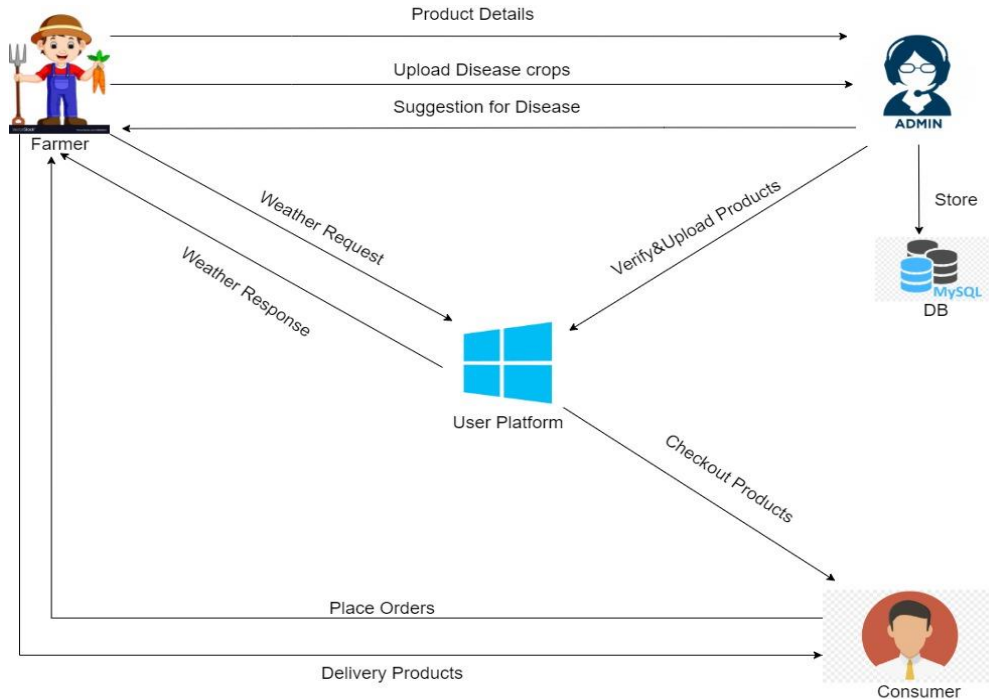 Product Details
Upload Disease crops
Suggestion for Disease
ADMIN
Farmer
Weather Request
Weather Response
Verify&Upload Products
Store
MySQL
DB
User Platform
Checkout Products
Place Orders
Delivery Products
Consumer